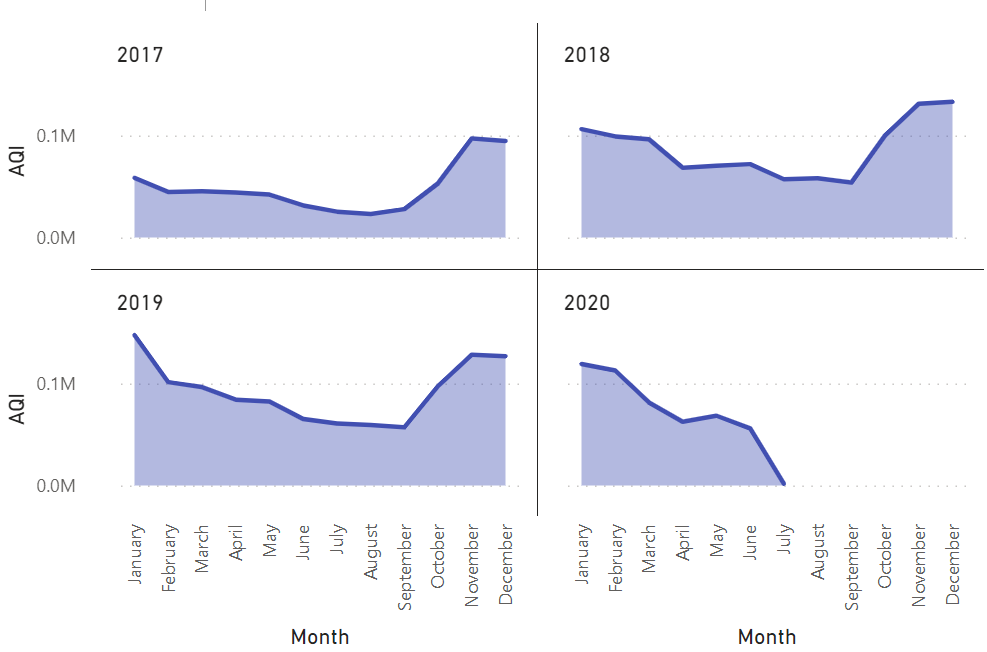 2017
2018
0.1M
AQI
0.0M
2019
2020
0.1M
AQI
0.0M
January
February
March
April
May
June
July
August
September
October
November
December
January
February
March
April
May
June
July
August
September
October
November
December
Month
Month